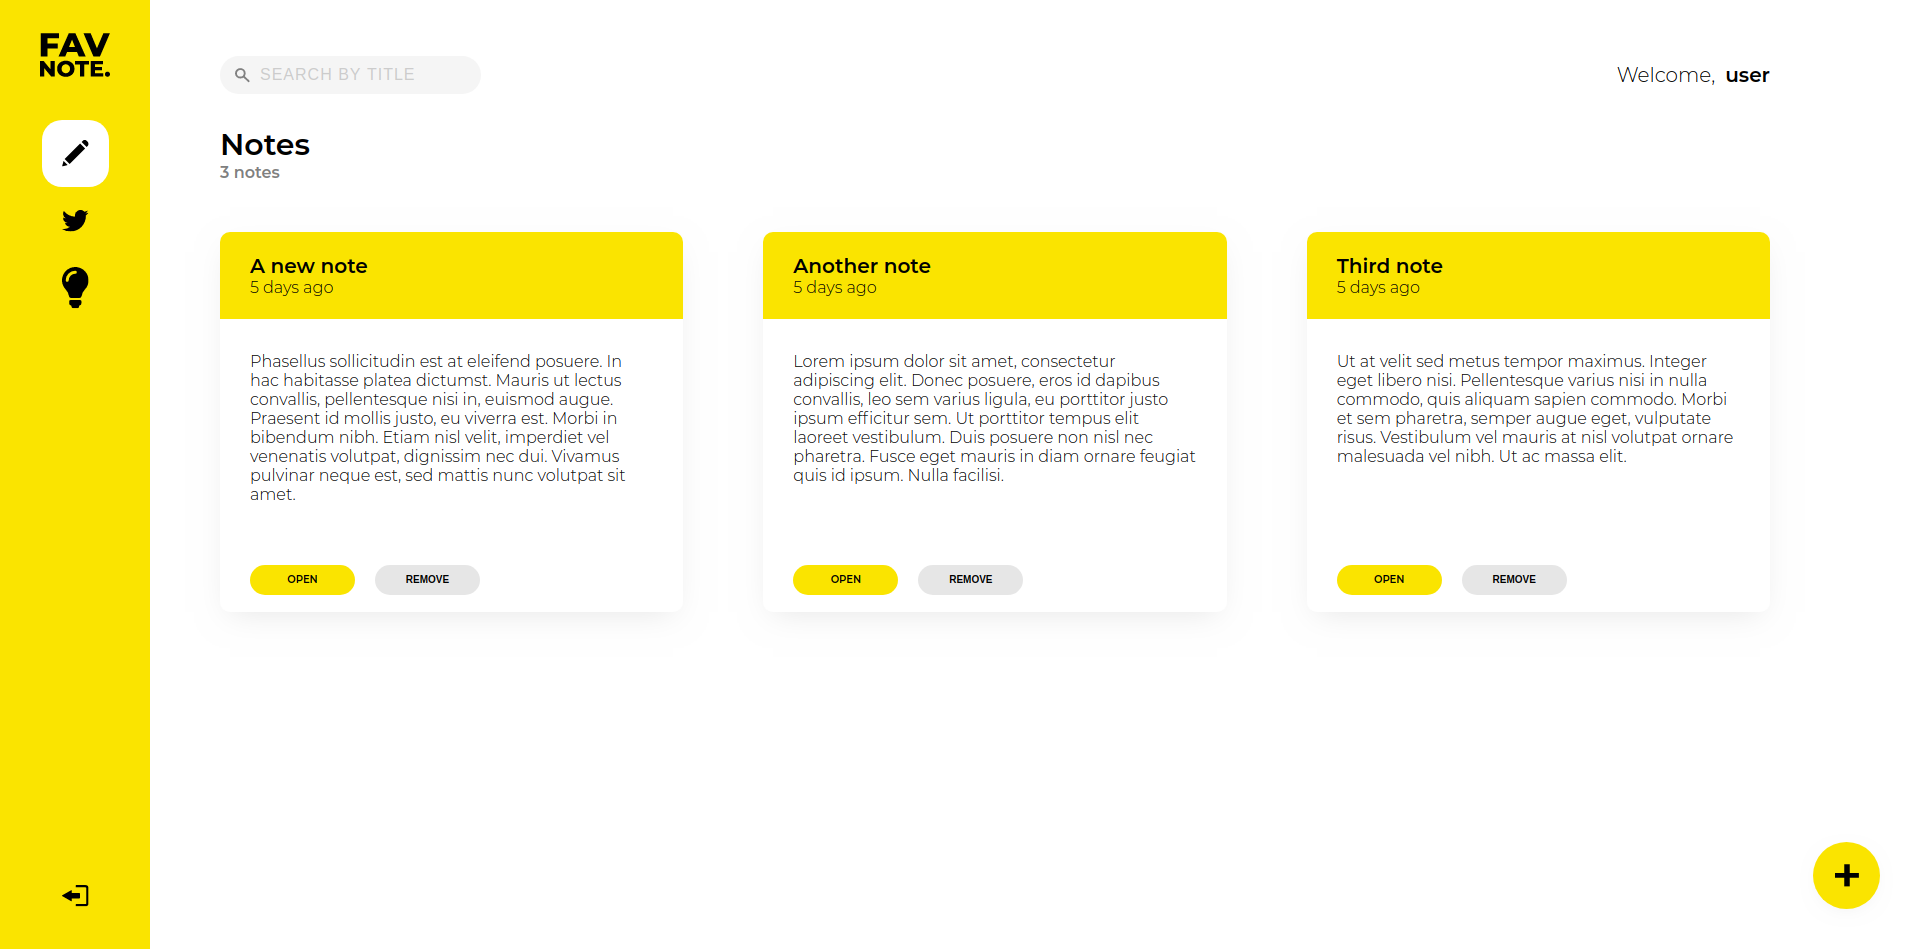 FAV
NOTE.
SEARCH BY TITLE
Welcome, user
Notes
3 notes
A new note
5 days ago
Phasellus sollicitudin est at eleifend posuere. In
hac habitasse platea dictumst. Mauris ut lectus
convallis, pellentesque nisi in, euismod augue.
Praesent id mollis justo, eu viverra est. Morbi in
bibendum nibh. Etiam nisl velit, imperdiet vel
venenatis volutpat, dignissim nec dui. Vivamus
pulvinar neque est, sed mattis nunc volutpat sit
amet.
OPEN
REMOVE
Another note
5 days ago
Lorem ipsum dolor sit amet, consectetur
adipiscing elit. Donec posuere, eros id dapibus
convallis, leo sem varius ligula, eu porttitor justo
ipsum efficitur sem. Ut porttitor tempus elit
laoreet vestibulum. Duis posuere non nisl nec
pharetra. Fusce eget mauris in diam ornare feugiat
quis id ipsum. Nulla facilisi.
OPEN
REMOVE
Third note
5 days ago
Ut at velit sed metus tempor maximus. Integer
eget libero nisi. Pellentesque varius nisi in nulla
commodo, quis aliquam sapien commodo. Morbi
et sem pharetra, semper augue eget, vulputate
risus. Vestibulum vel mauris at nisl volutpat ornare
malesuada vel nibh. Ut ac massa elit.
OPEN
REMOVE